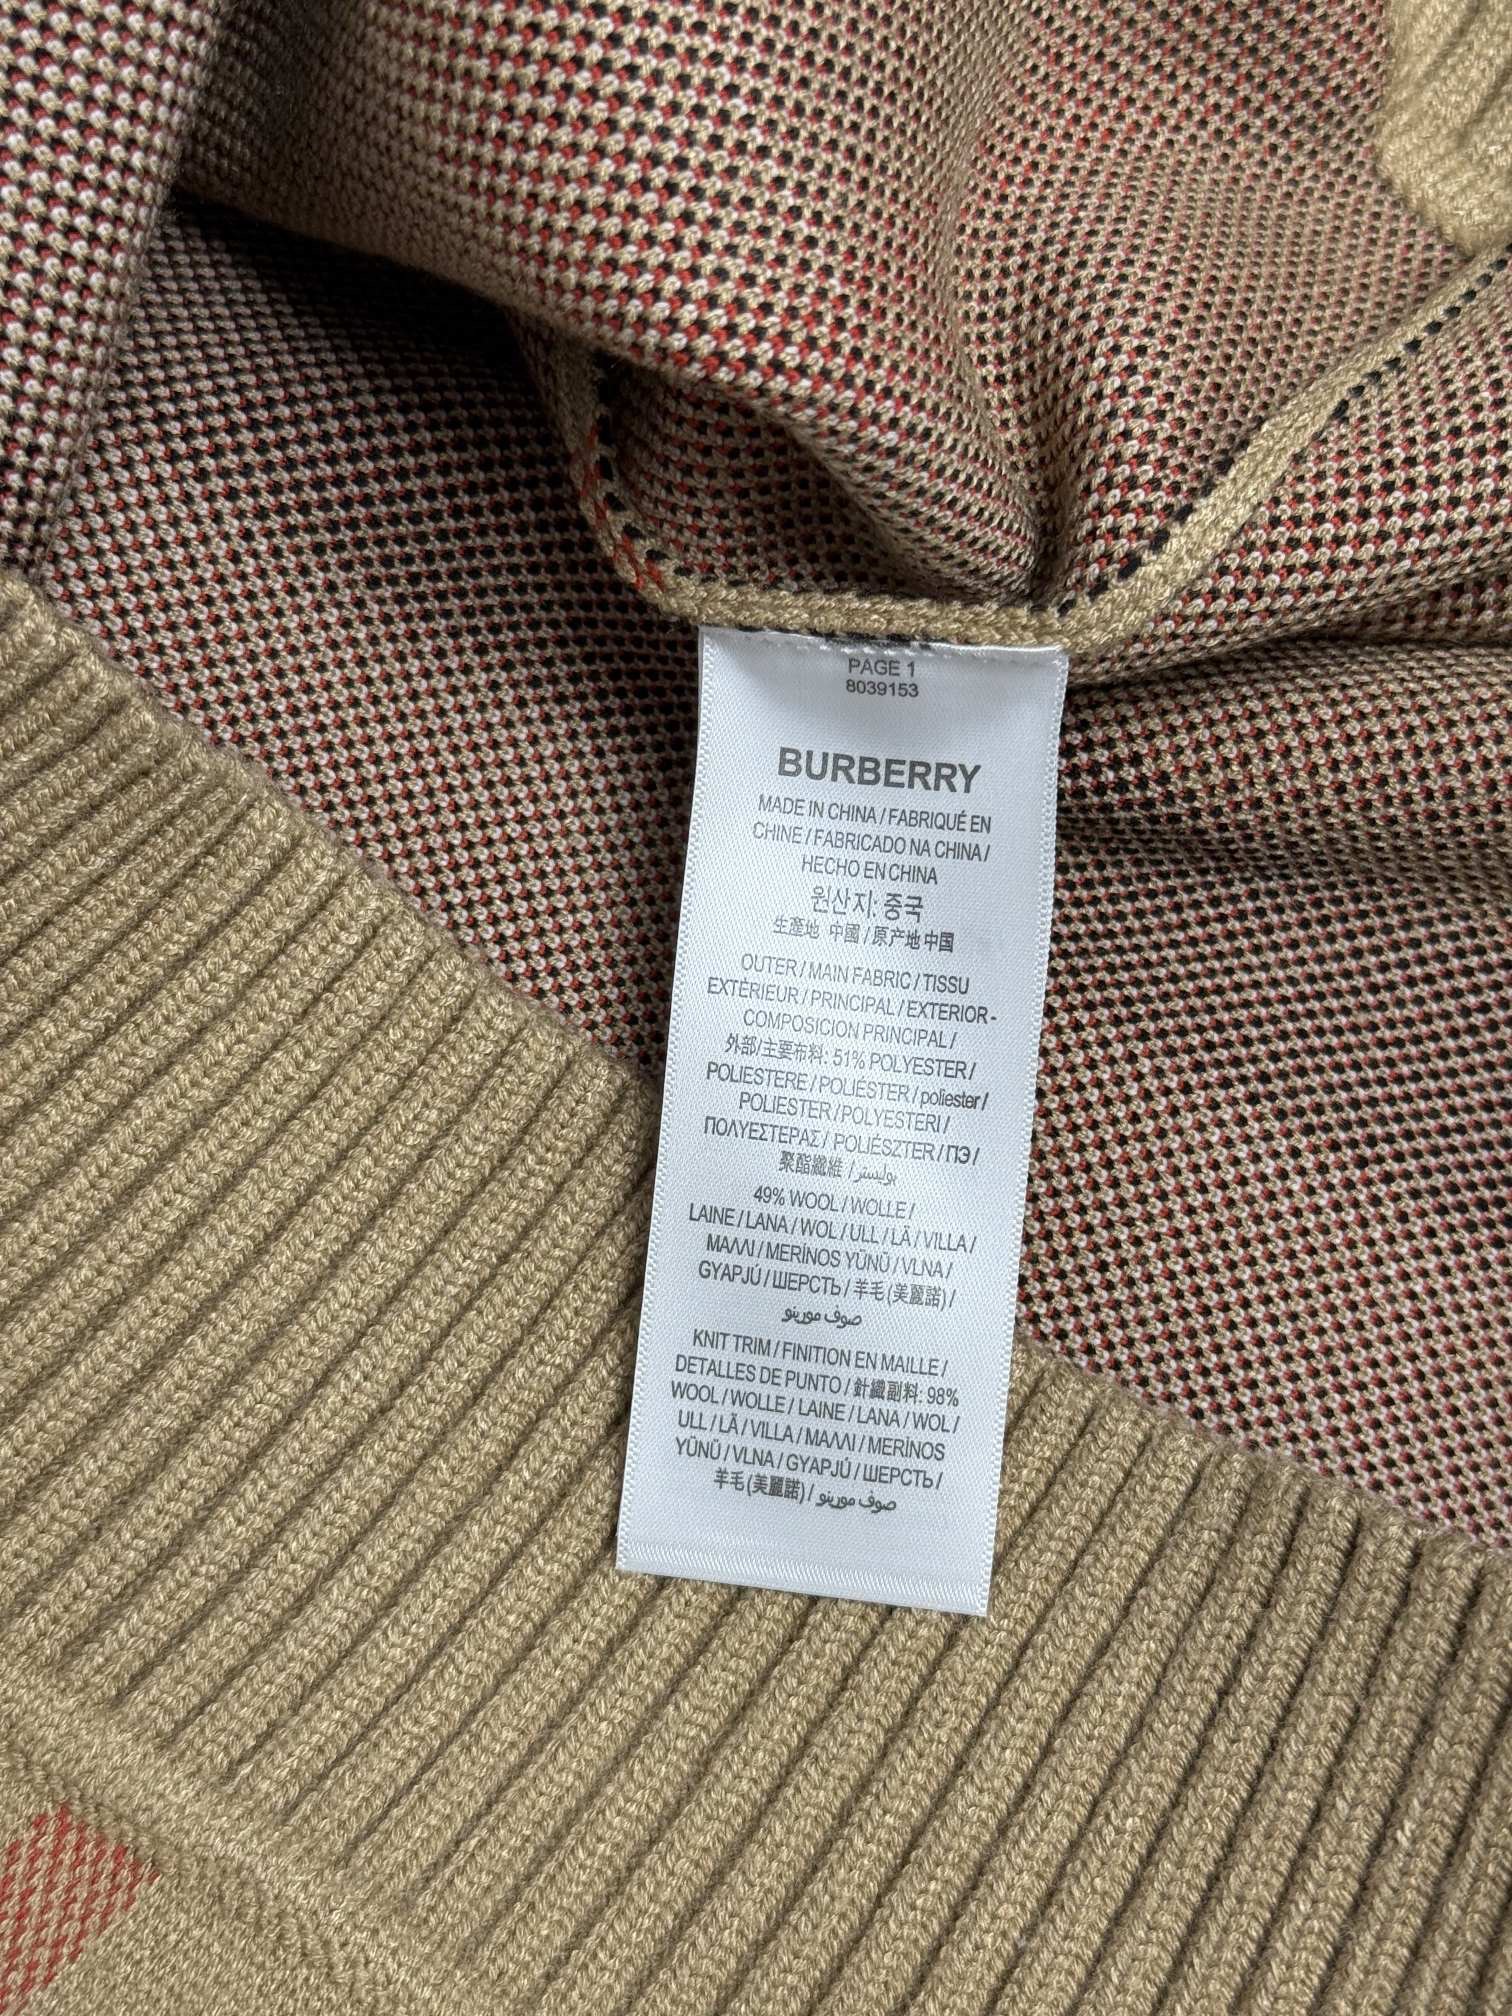 PAGE 1
8039153
BURBERRY
MADE IN CHINA / FABRIQUÉ EN
CHINE / FABRICADO NA CHINA /
HECHO EN CHINA
원산지: 중국
生產地 中國 / 原产地 中国
OUTER / MAIN FABRIC / TISSU
EXTÉRIEUR / PRINCIPAL / EXTERIOR -
COMPOSICION PRINCIPAL /
外部/主要布料: 51% POLYESTER /
POLIESTERE / POLIÉSTER / poliester /
POLIESTER / POLYESTERI /
ΠΟΛΥΕΣΤΕΡΑΣ / POLIÉSZTER / ПЭ /
聚酯纖維 / بوليستر
49% WOOL / WOLLE /
LAINE / LANA / WOL / ULL / LÃ / VILLA /
ΜΑΛΛΙ / MERİNOS YÜNÜ / VLNA /
GYAPJÚ / ШЕРСТЬ / 羊毛 (美麗諾) /
صوف مورينو
KNIT TRIM / FINITION EN MAILLE /
DETALLES DE PUNTO / 針織副料: 98%
WOOL / WOLLE / LAINE / LANA / WOL /
ULL / LÃ / VILLA / ΜΑΛΛΙ / MERİNOS
YÜNÜ / VLNA / GYAPJÚ / ШЕРСТЬ /
羊毛 (美麗諾) / صوف مورينو